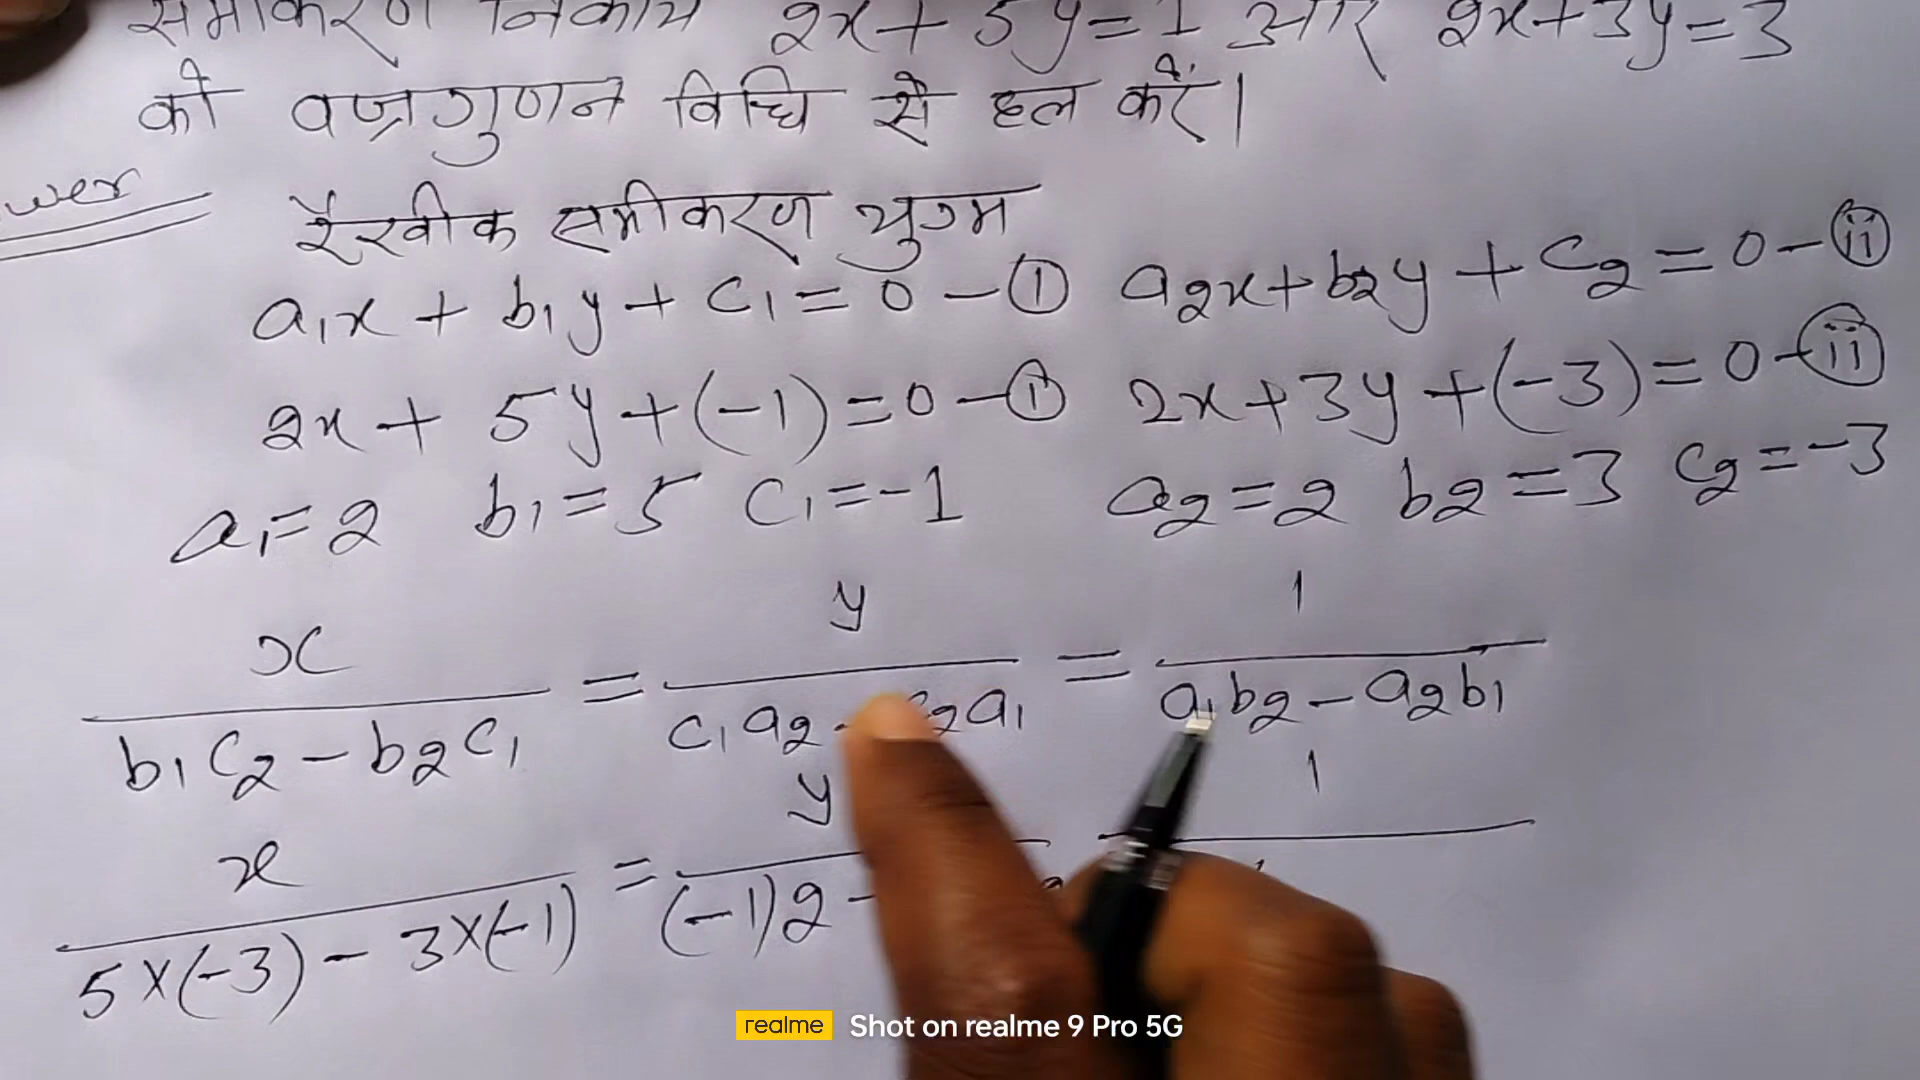 समीकरण निकाय 2x + 5y = 1 और 2x + 3y = 3
को वज्रगुणन विधि से हल करें।
रैखीक समीकरण युग्म
a₁x + b₁y + c₁ = 0 - ① a₂x + b₂y + c₂ = 0 - ⓘⓘ
2x + 5y + (-1) = 0 - ① 2x + 3y + (-3) = 0 - ⓘⓘ
a₁ = 2 b₁ = 5 c₁ = -1 a₂ = 2 b₂ = 3 c₂ = -3
x y 1
b₁c₂ - b₂c₁ = c₁a₂ - c₂a₁ = a₁b₂ - a₂b₁
x y 1
5×(-3) - 3×(-1) = (-1)2 -
realme Shot on realme 9 Pro 5G